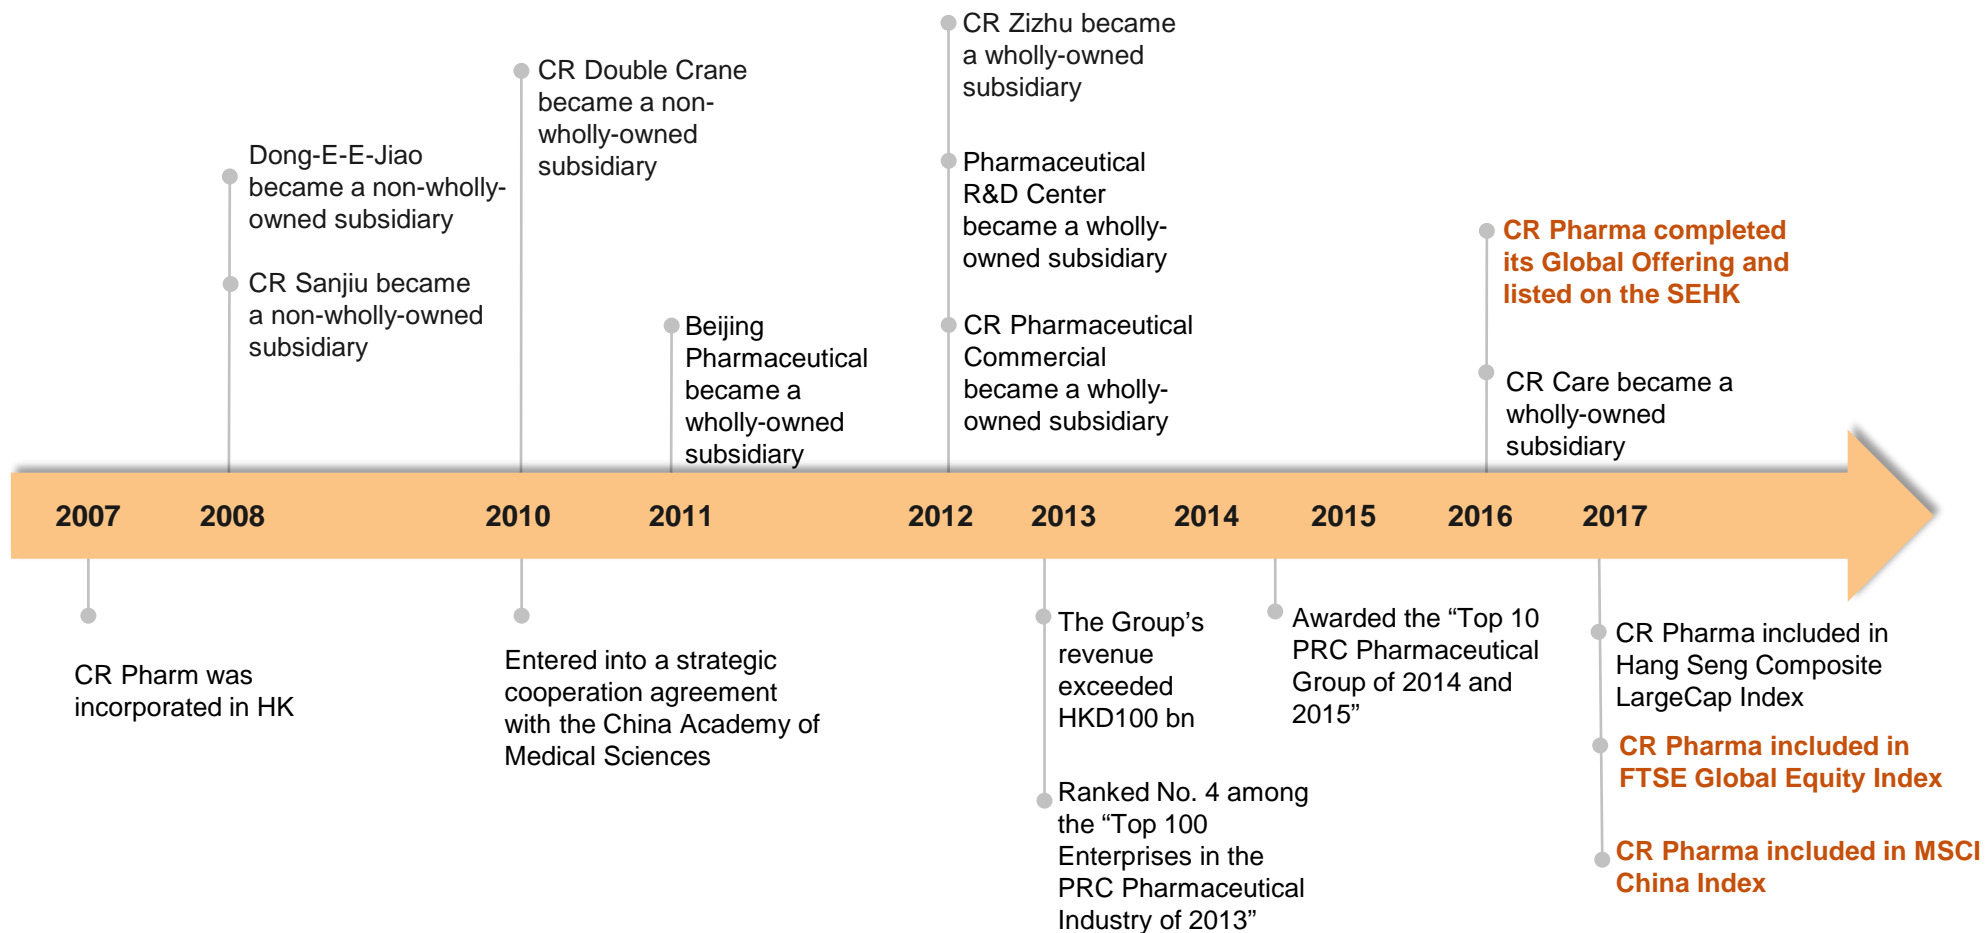 CR Zizhu became
a wholly-owned
subsidiary
CR Double Crane
became a non-
wholly-owned
subsidiary
Dong-E-E-Jiao
became a non-wholly-
owned subsidiary
Pharmaceutical
R&D Center
became a wholly-
owned subsidiary
CR Pharma completed
its Global Offering and
listed on the SEHK
CR Sanjiu became
a non-wholly-owned
subsidiary
Beijing
Pharmaceutical
became a
wholly-owned
subsidiary
CR Pharmaceutical
Commercial
became a wholly-
owned subsidiary
CR Care became a
wholly-owned
subsidiary
2007 2008 2010 2011 2012 2013 2014 2015 2016 2017
CR Pharm was
incorporated in HK
Entered into a strategic
cooperation agreement
with the China Academy of
Medical Sciences
The Group’s
revenue
exceeded
HKD100 bn
Ranked No. 4 among
the “Top 100
Enterprises in the
PRC Pharmaceutical
Industry of 2013”
Awarded the “Top 10
PRC Pharmaceutical
Group of 2014 and
2015”
CR Pharma included in
Hang Seng Composite
LargeCap Index
CR Pharma included in
FTSE Global Equity Index
CR Pharma included in MSCI
China Index